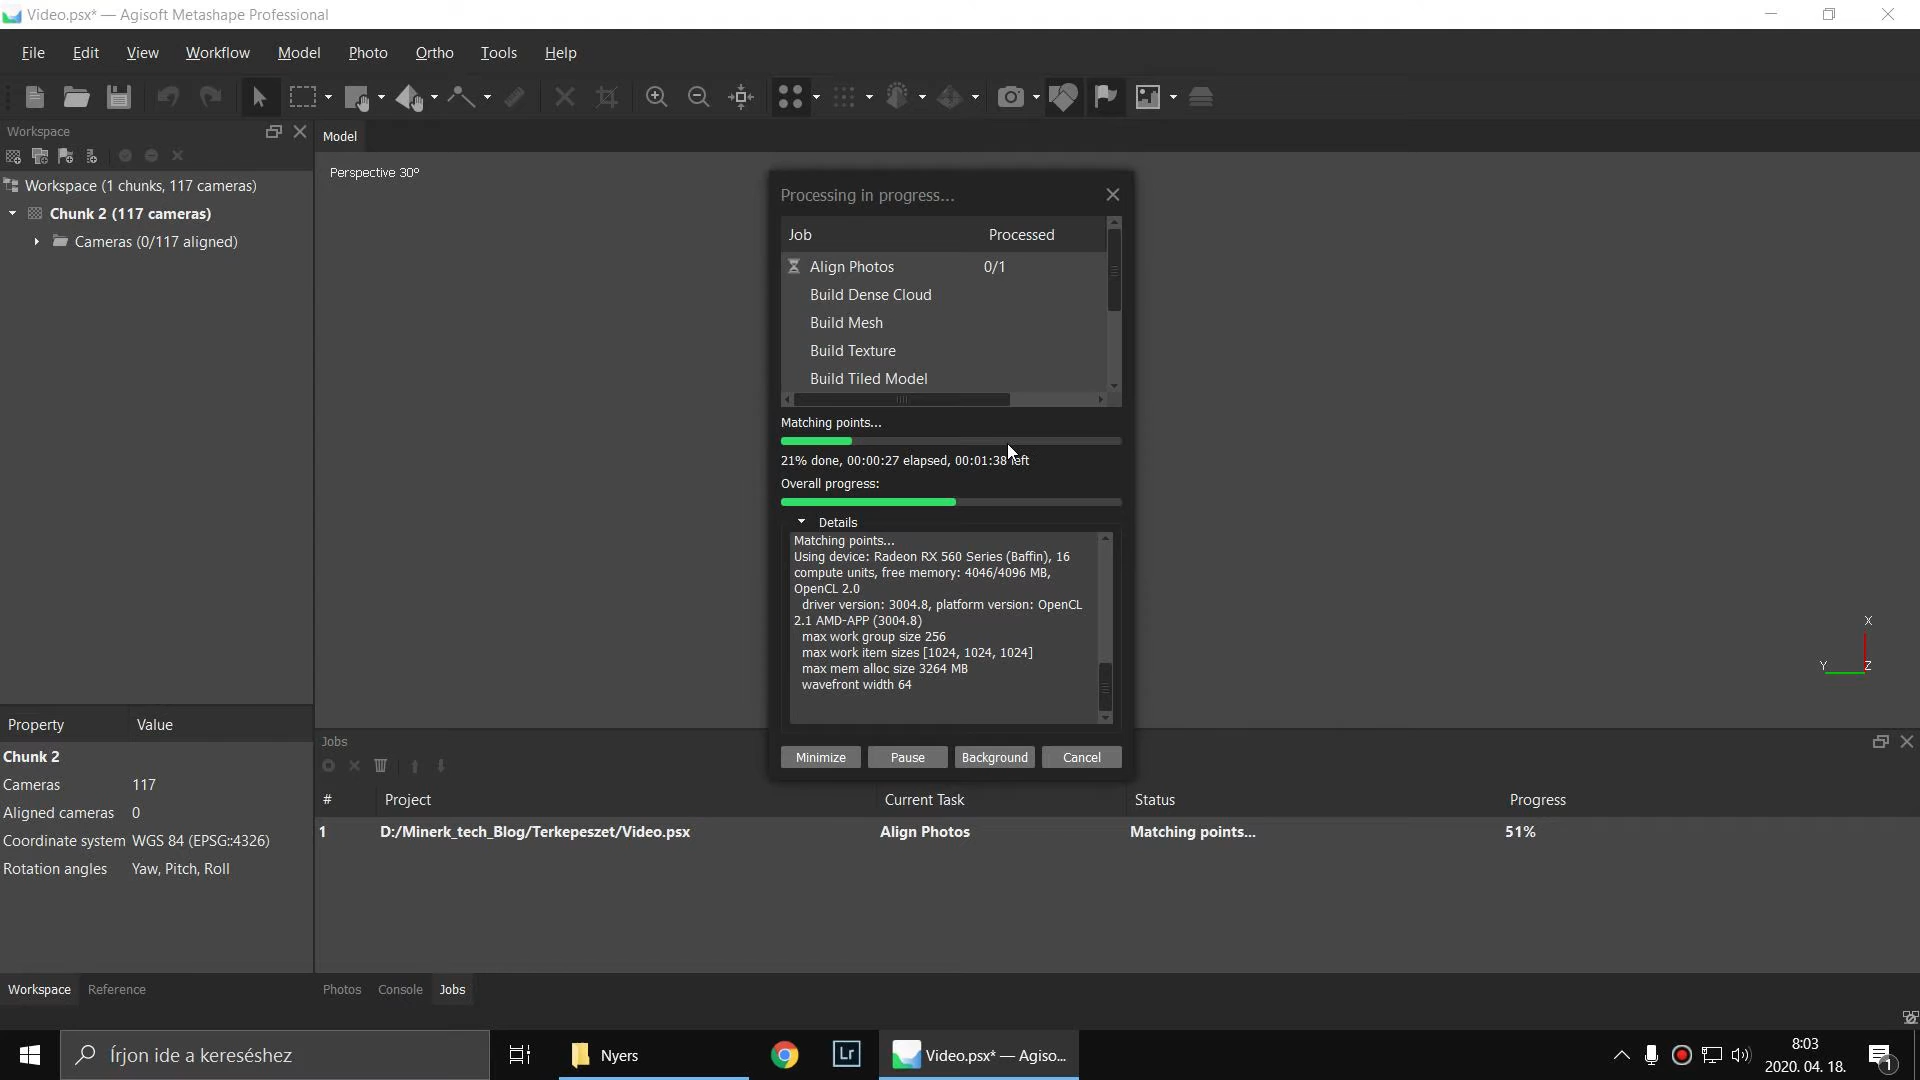 Video.psx* — Agisoft Metashape Professional
File Edit View Workflow Model Photo Ortho Tools Help
Workspace
Workspace (1 chunks, 117 cameras)
Chunk 2 (117 cameras)
Cameras (0/117 aligned)
Property Value
Chunk 2
Cameras 117
Aligned cameras 0
Coordinate system WGS 84 (EPSG::4326)
Rotation angles Yaw, Pitch, Roll
Workspace Reference
Model
Perspective 30°
X
Y Z
Processing in progress...
Job Processed
Align Photos 0/1
Build Dense Cloud
Build Mesh
Build Texture
Build Tiled Model
Matching points...
21% done, 00:00:27 elapsed, 00:01:38 left
Overall progress:
Details
Matching points...
Using device: Radeon RX 560 Series (Baffin), 16
compute units, free memory: 4046/4096 MB,
OpenCL 2.0
driver version: 3004.8, platform version: OpenCL
2.1 AMD-APP (3004.8)
max work group size 256
max work item sizes [1024, 1024, 1024]
max mem alloc size 3264 MB
wavefront width 64
Minimize Pause Background Cancel
Jobs
# Project Current Task Status Progress
1 D:/Minerk_tech_Blog/Terkepeszet/Video.psx Align Photos Matching points... 51%
Photos Console Jobs
Írjon ide a kereséshez
Nyers
Lr
Video.psx* — Agiso...
8:03
2020. 04. 18.
1